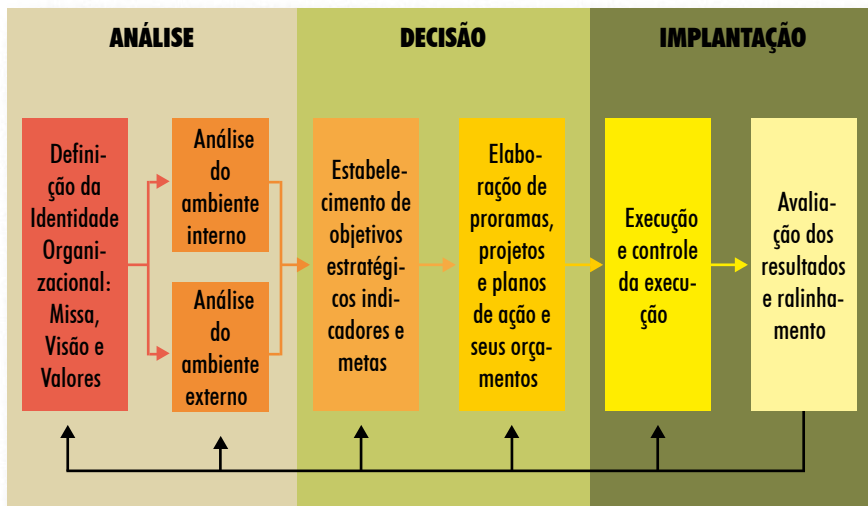 ANÁLISE
DECISÃO
IMPLANTAÇÃO
Defini-
ção da
Identidade
Organi-
zacional:
Missa,
Visão e
Valores
Análise
do
ambiente
interno
Análise
do
ambiente
externo
Estabele-
cimento de
objetivos
estratégi-
cos indi-
cadores e
metas
Elabo-
raçõe de
proramas,
projetos
e planos
de ação e
seus orça-
mentos
Execução
e controle
da execu-
ção
Avalia-
ação dos
resultados
e ralinha-
mento